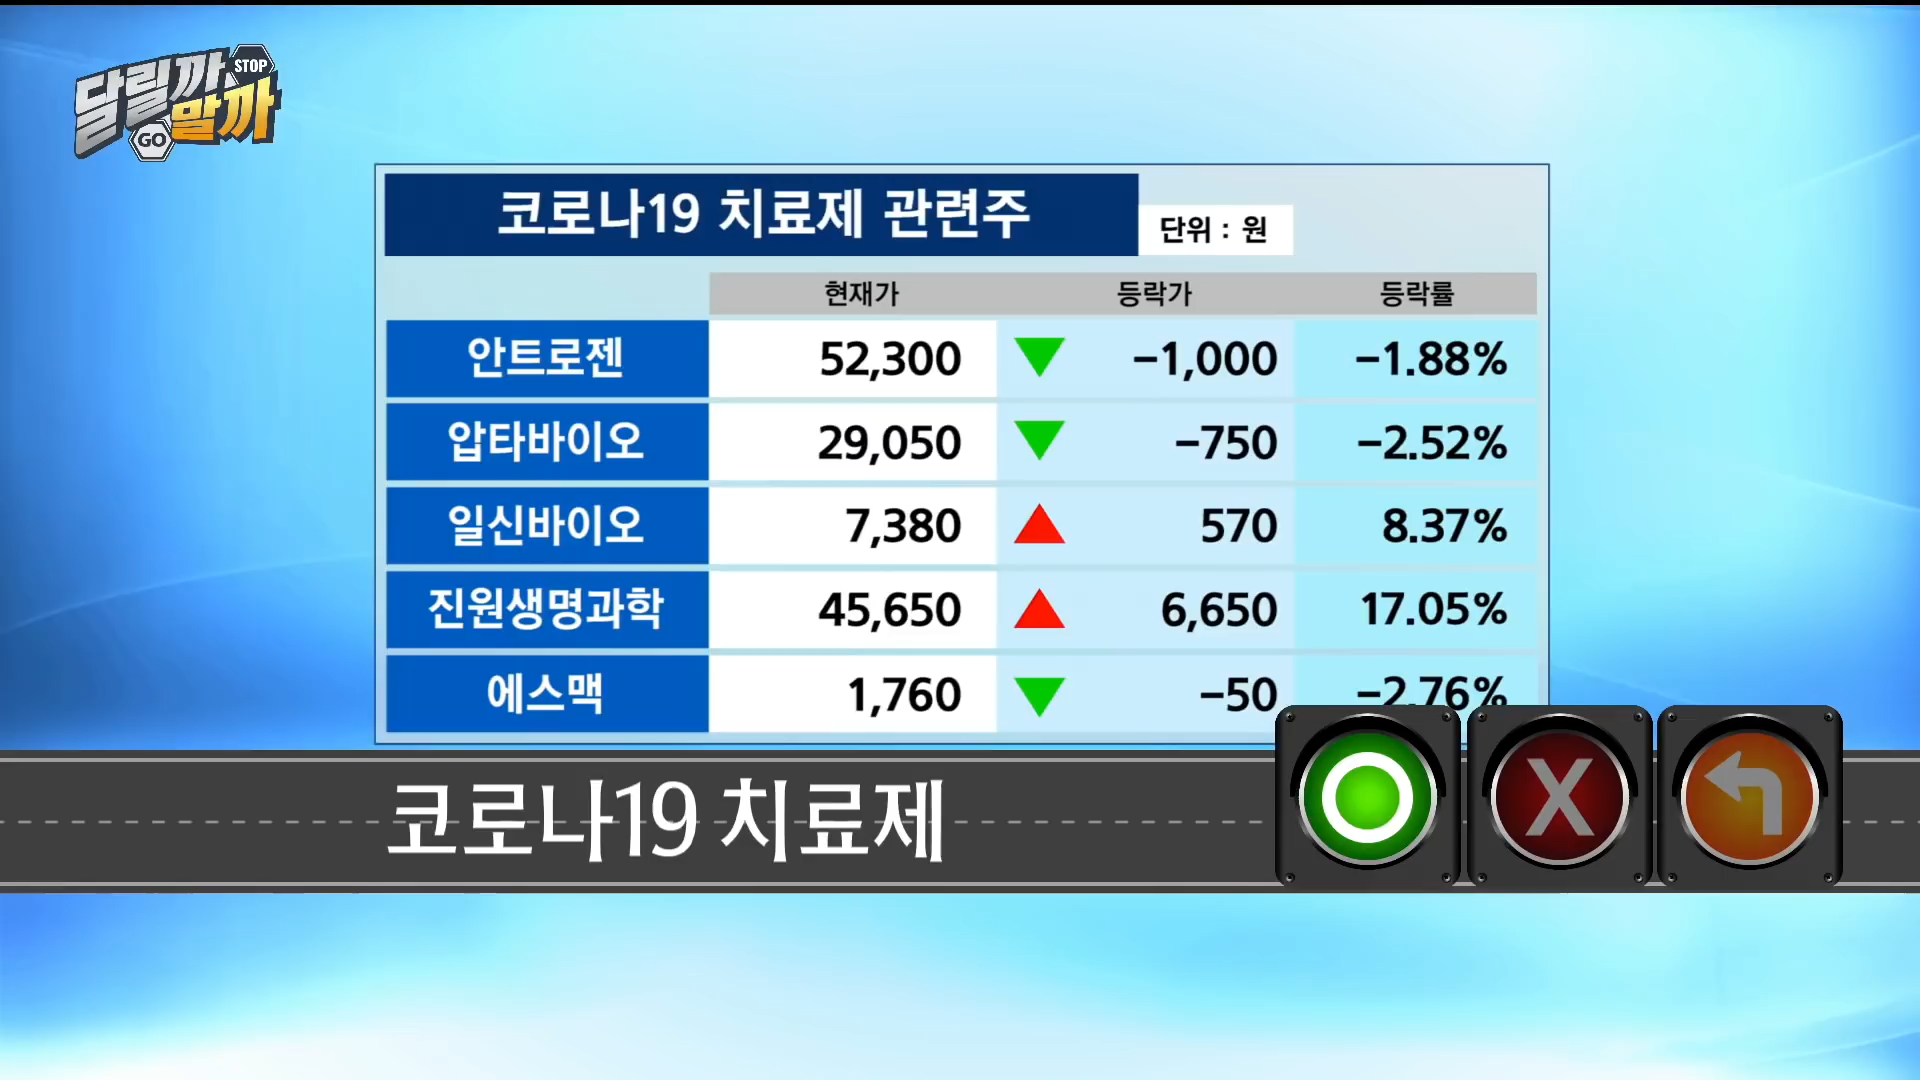 달릴까 STOP
GO 말까
코로나19 치료제 관련주
단위 : 원
현재가 등락가 등락률
안트로젠 52,300 ▼ -1,000 -1.88%
압타바이오 29,050 ▼ -750 -2.52%
일신바이오 7,380 ▲ 570 8.37%
진원생명과학 45,650 ▲ 6,650 17.05%
에스맥 1,760 ▼ -50 -2.76%
코로나19 치료제 O X